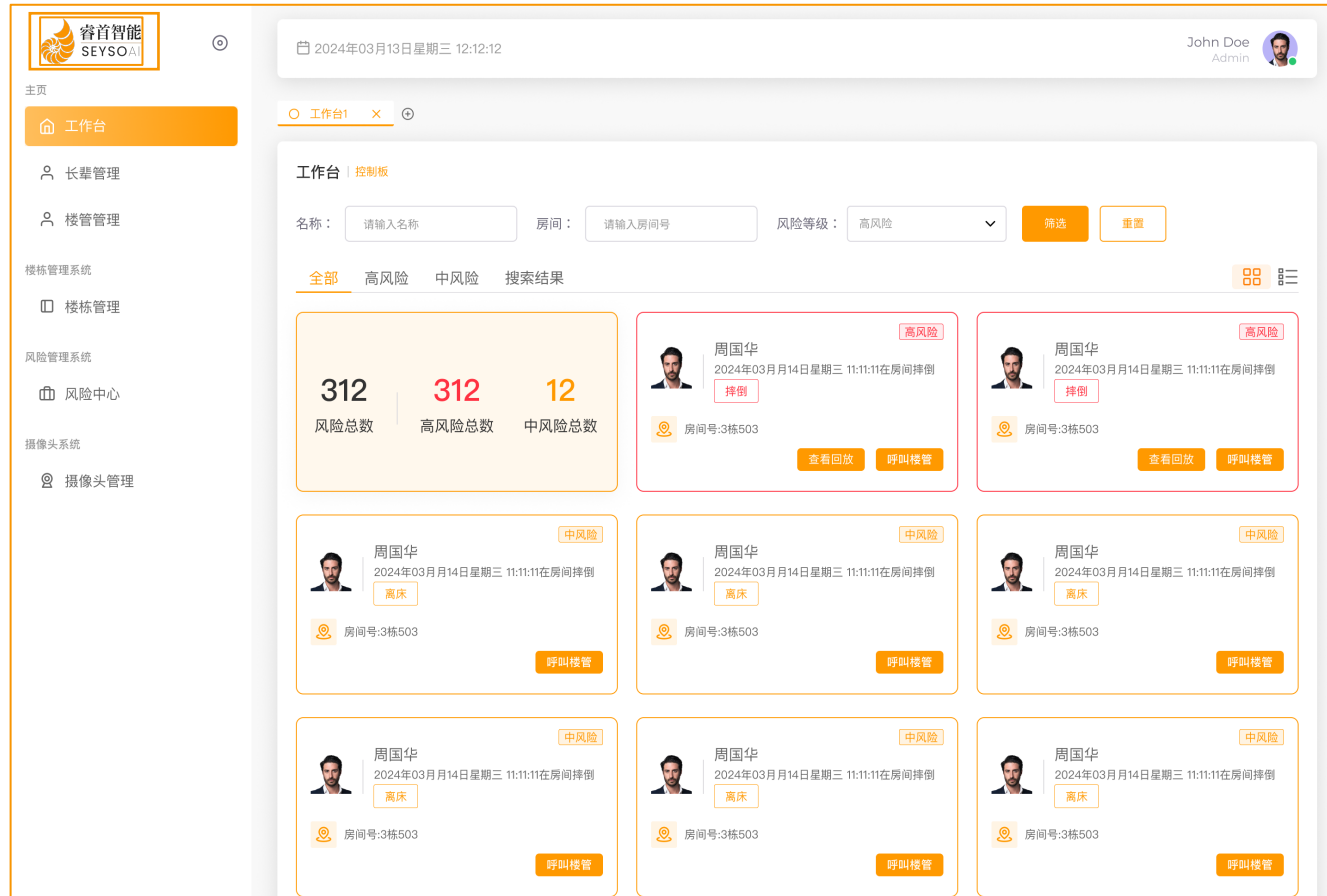 睿首智能
SEYSOAI
2024年03月13日星期三 12:12:12
John Doe
Admin
主页
工作台
长辈管理
楼管管理
楼栋管理系统
楼栋管理
风险管理系统
风险中心
摄像头系统
摄像头管理
工作台1
工作台 控制板
名称： 请输入名称 房间： 请输入房间号 风险等级： 高风险 筛选 重置
全部 高风险 中风险 搜索结果
312 312 12
风险总数 高风险总数 中风险总数
高风险
周国华
2024年03月月14日星期三 11:11:11在房间摔倒
摔倒
房间号:3栋503
查看回放 呼叫楼管
高风险
周国华
2024年03月月14日星期三 11:11:11在房间摔倒
摔倒
房间号:3栋503
查看回放 呼叫楼管
中风险
周国华
2024年03月月14日星期三 11:11:11在房间摔倒
离床
房间号:3栋503
呼叫楼管
中风险
周国华
2024年03月月14日星期三 11:11:11在房间摔倒
离床
房间号:3栋503
呼叫楼管
中风险
周国华
2024年03月月14日星期三 11:11:11在房间摔倒
离床
房间号:3栋503
呼叫楼管
中风险
周国华
2024年03月月14日星期三 11:11:11在房间摔倒
离床
房间号:3栋503
呼叫楼管
中风险
周国华
2024年03月月14日星期三 11:11:11在房间摔倒
离床
房间号:3栋503
呼叫楼管
中风险
周国华
2024年03月月14日星期三 11:11:11在房间摔倒
离床
房间号:3栋503
呼叫楼管